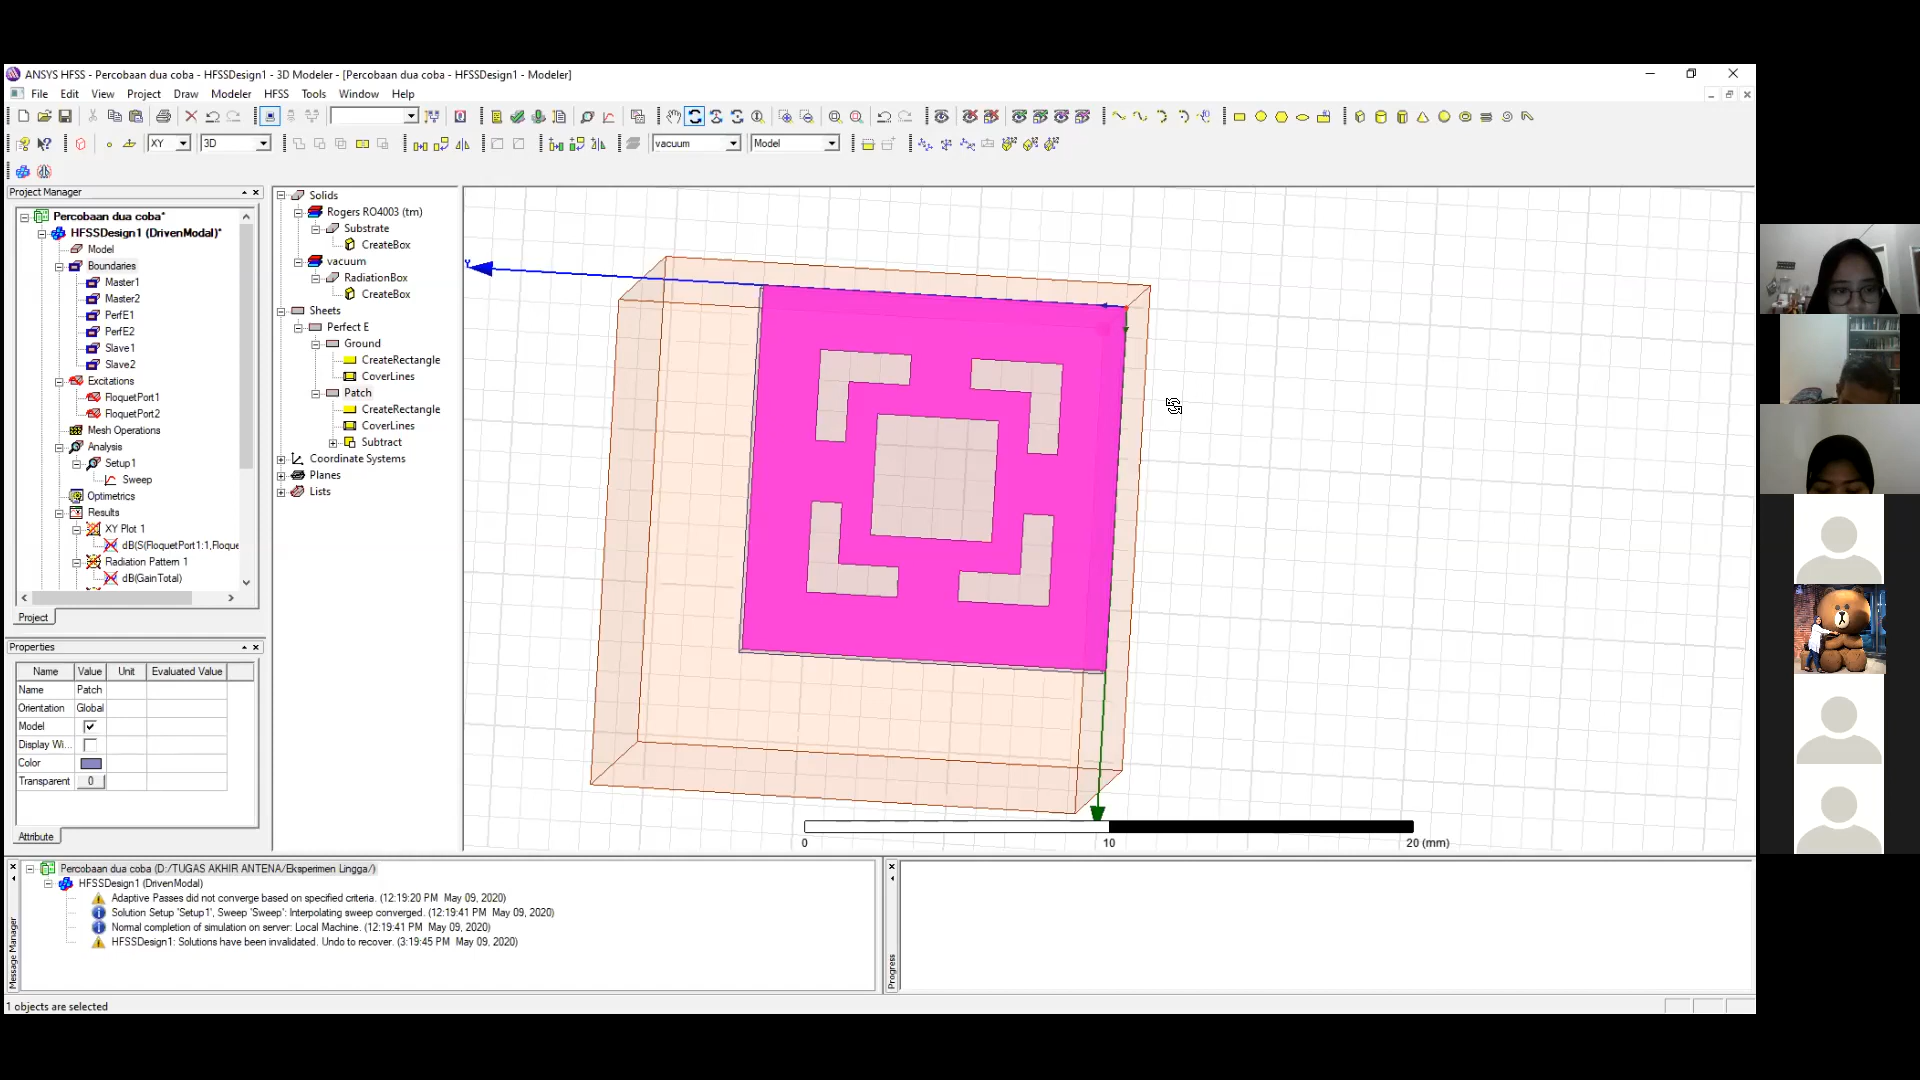 ANSYS HFSS - Percobaan dua coba - HFSSDesign1 - 3D Modeler - [Percobaan dua coba - HFSSDesign1 - Modeler]
File Edit View Project Draw Modeler HFSS Tools Window Help
XY 3D vacuum Model
Project Manager
Percobaan dua coba*
HFSSDesign1 (DrivenModal)*
Model
Boundaries
Master1
Master2
PerfE1
PerfE2
Slave1
Slave2
Excitations
FloquetPort1
FloquetPort2
Mesh Operations
Analysis
Setup1
Sweep
Optimetrics
Results
XY Plot 1
dB(S(FloquetPort1:1,Floque
Radiation Pattern 1
dB(GainTotal)
Project
Properties
Name Value Unit Evaluated Value
Name Patch
Orientation Global
Model
Display Wi...
Color
Transparent 0
Attribute
Solids
Rogers RO4003 (tm)
Substrate
CreateBox
vacuum
RadiationBox
CreateBox
Sheets
Perfect E
Ground
CreateRectangle
CoverLines
Patch
CreateRectangle
CoverLines
Subtract
Coordinate Systems
Planes
Lists
Y
0 10 20 (mm)
Percobaan dua coba (D:/TUGAS AKHIR ANTENA/Eksperimen Lingga/)
HFSSDesign1 (DrivenModal)
Adaptive Passes did not converge based on specified criteria. (12:19:20 PM May 09, 2020)
Solution Setup 'Setup1', Sweep 'Sweep': Interpolating sweep converged. (12:19:41 PM May 09, 2020)
Normal completion of simulation on server: Local Machine. (12:19:41 PM May 09, 2020)
HFSSDesign1: Solutions have been invalidated. Undo to recover. (3:19:45 PM May 09, 2020)
Message Manager
Progress
1 objects are selected